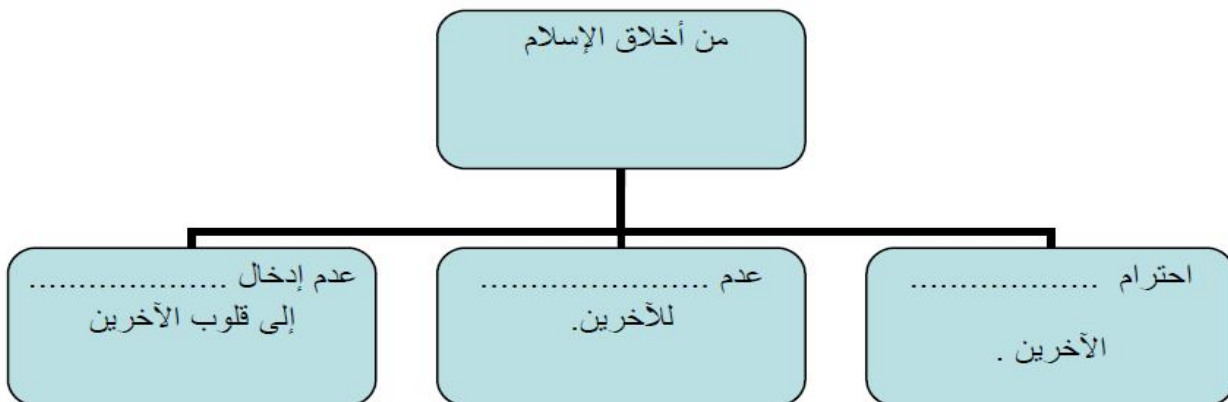 من أخلاق الإسلام
احترام ..................
الآخرين .
عدم ......................
للآخرين.
عدم إدخال ...................
إلى قلوب الآخرين